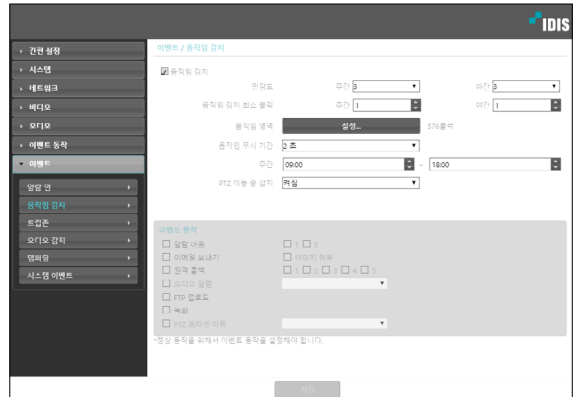 IDIS
간편 설정
시스템
네트워크
비디오
오디오
이벤트 동작
이벤트
알람 인
움직임 감지
트립존
오디오 감지
탬퍼링
시스템 이벤트
이벤트 / 움직임 감지
움직임 감지
민감도 주간 3 야간 3
움직임 감지 최소 블럭 주간 1 야간 1
움직임 영역 설정... 576블럭
움직임 무시 기간 2 초
주간 09:00 ~ 18:00
PTZ 이동 중 감지 켜짐
이벤트 동작
알람 아웃 1 2
이메일 보내기 이미지 첨부
원격 콜백 1 2 3 4 5
오디오 알람
FTP 업로드
녹화
PTZ 프리셋 이동
*정상 동작을 위해서 이벤트 동작을 설정해야 합니다.
저장